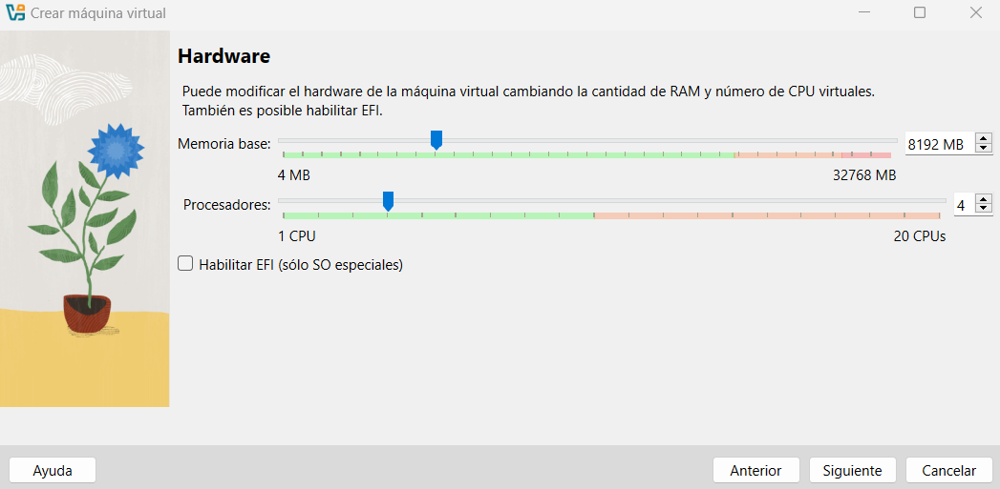 Crear máquina virtual
Hardware
Puede modificar el hardware de la máquina virtual cambiando la cantidad de RAM y número de CPU virtuales.
También es posible habilitar EFI.
Memoria base:
8192 MB
4 MB
32768 MB
Procesadores:
4
1 CPU
20 CPUs
Habilitar EFI (sólo SO especiales)
Ayuda
Anterior
Siguiente
Cancelar